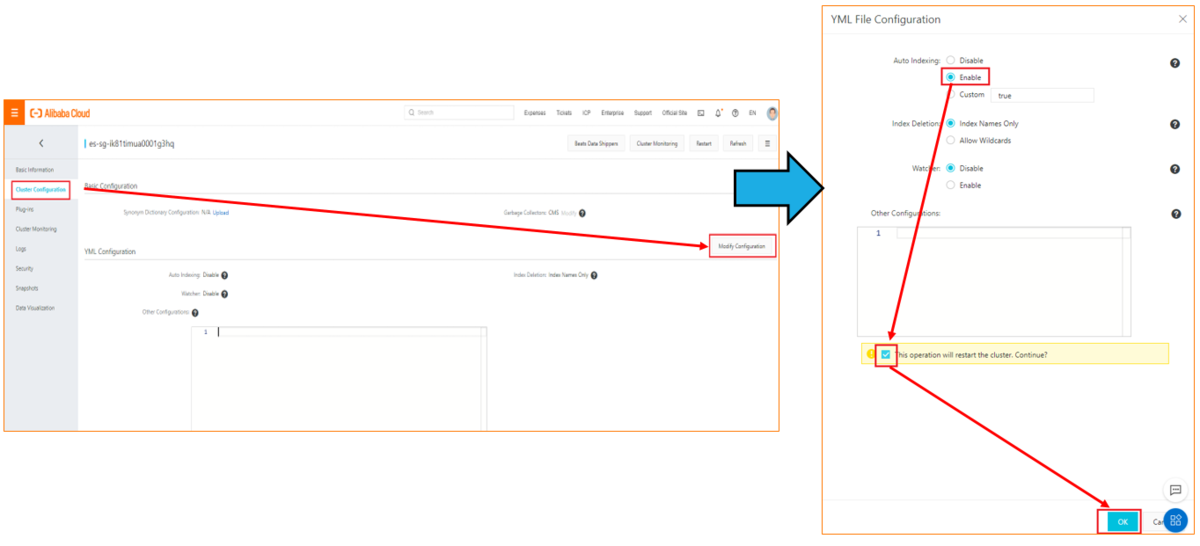 Alibaba Cloud
Search
Expenses Tickets ICP Enterprise Support Official Site EN
es-sg-ik81timua0001g3hq
Beats Data Shippers Cluster Monitoring Restart Refresh
Basic Information
Cluster Configuration
Plug-ins
Cluster Monitoring
Logs
Security
Snapshots
Data Visualization
Basic Configuration
Synonym Dictionary Configuration: N/A Upload
Garbage Collectors: CMS Modify
Modify Configuration
YML Configuration
Auto Indexing: Disable
Index Deletion: Index Names Only
Watcher: Disable
Other Configurations:
1
YML File Configuration
Auto Indexing: Disable
Enable
Custom true
Index Deletion: Index Names Only
Allow Wildcards
Watcher: Disable
Enable
Other Configurations:
1
This operation will restart the cluster. Continue?
OK